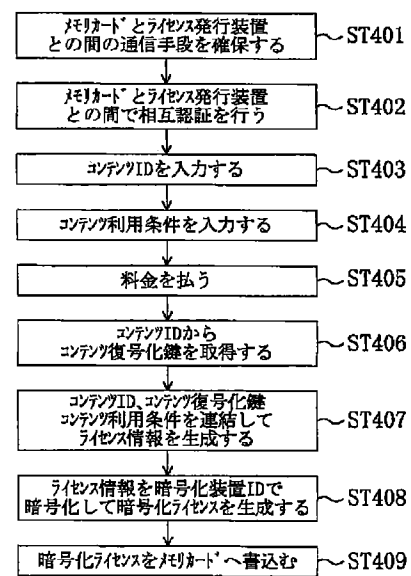 ﾒﾓﾘｶｰﾄﾞとﾗｲｾﾝｽ発行装置
との間の通信手段を確保する
ST401
ﾒﾓﾘｶｰﾄﾞとﾗｲｾﾝｽ発行装置
との間で相互認証を行う
ST402
ｺﾝﾃﾝﾂIDを入力する
ST403
ｺﾝﾃﾝﾂ利用条件を入力する
ST404
料金を払う
ST405
ｺﾝﾃﾝﾂIDから
ｺﾝﾃﾝﾂ復号化鍵を取得する
ST406
ｺﾝﾃﾝﾂID、ｺﾝﾃﾝﾂ復号化鍵
ｺﾝﾃﾝﾂ利用条件を連結して
ﾗｲｾﾝｽ情報を生成する
ST407
ﾗｲｾﾝｽ情報を暗号化装置IDで
暗号化して暗号化ﾗｲｾﾝｽを生成する
ST408
暗号化ﾗｲｾﾝｽをﾒﾓﾘｶｰﾄﾞへ書込む
ST409